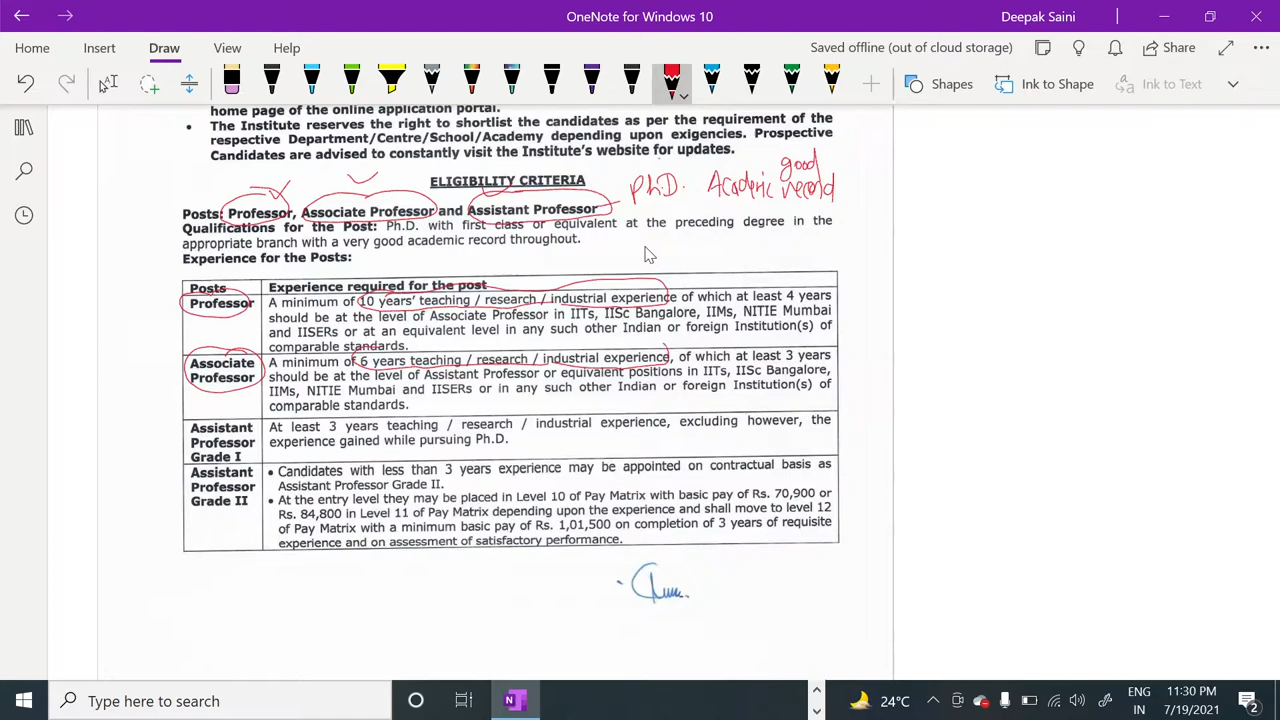 OneNote for Windows 10
Deepak Saini
Home Insert Draw View Help
Saved offline (out of cloud storage)
Share
Shapes
Ink to Shape
Ink to Text
home page of the online application portal.
• The Institute reserves the right to shortlist the candidates as per the requirement of the
respective Department/Centre/School/Academy depending upon exigencies. Prospective
Candidates are advised to constantly visit the Institute's website for updates.
ELIGIBILITY CRITERIA
Ph.D. Academic good record
Posts: Professor, Associate Professor and Assistant Professor
Qualifications for the Post: Ph.D. with first class or equivalent at the preceding degree in the
appropriate branch with a very good academic record throughout.
Experience for the Posts:
Posts Experience required for the post
Professor
A minimum of 10 years' teaching / research / industrial experience of which at least 4 years
should be at the level of Associate Professor in IITs, IISc Bangalore, IIMs, NITIE Mumbai
and IISERs or at an equivalent level in any such other Indian or foreign Institution(s) of
comparable standards.
Associate
Professor
A minimum of 6 years teaching / research / industrial experience, of which at least 3 years
should be at the level of Assistant Professor or equivalent positions in IITs, IISc Bangalore,
IIMs, NITIE Mumbai and IISERs or in any such other Indian or foreign Institution(s) of
comparable standards.
Assistant
Professor
Grade I
At least 3 years teaching / research / industrial experience, excluding however, the
experience gained while pursuing Ph.D.
Assistant
Professor
Grade II
• Candidates with less than 3 years experience may be appointed on contractual basis as
Assistant Professor Grade II.
• At the entry level they may be placed in Level 10 of Pay Matrix with basic pay of Rs. 70,900 or
Rs. 84,800 in Level 11 of Pay Matrix depending upon the experience and shall move to level 12
of Pay Matrix with a minimum basic pay of Rs. 1,01,500 on completion of 3 years of requisite
experience and on assessment of satisfactory performance.
Type here to search
24°C
ENG
IN
11:30 PM
7/19/2021
2